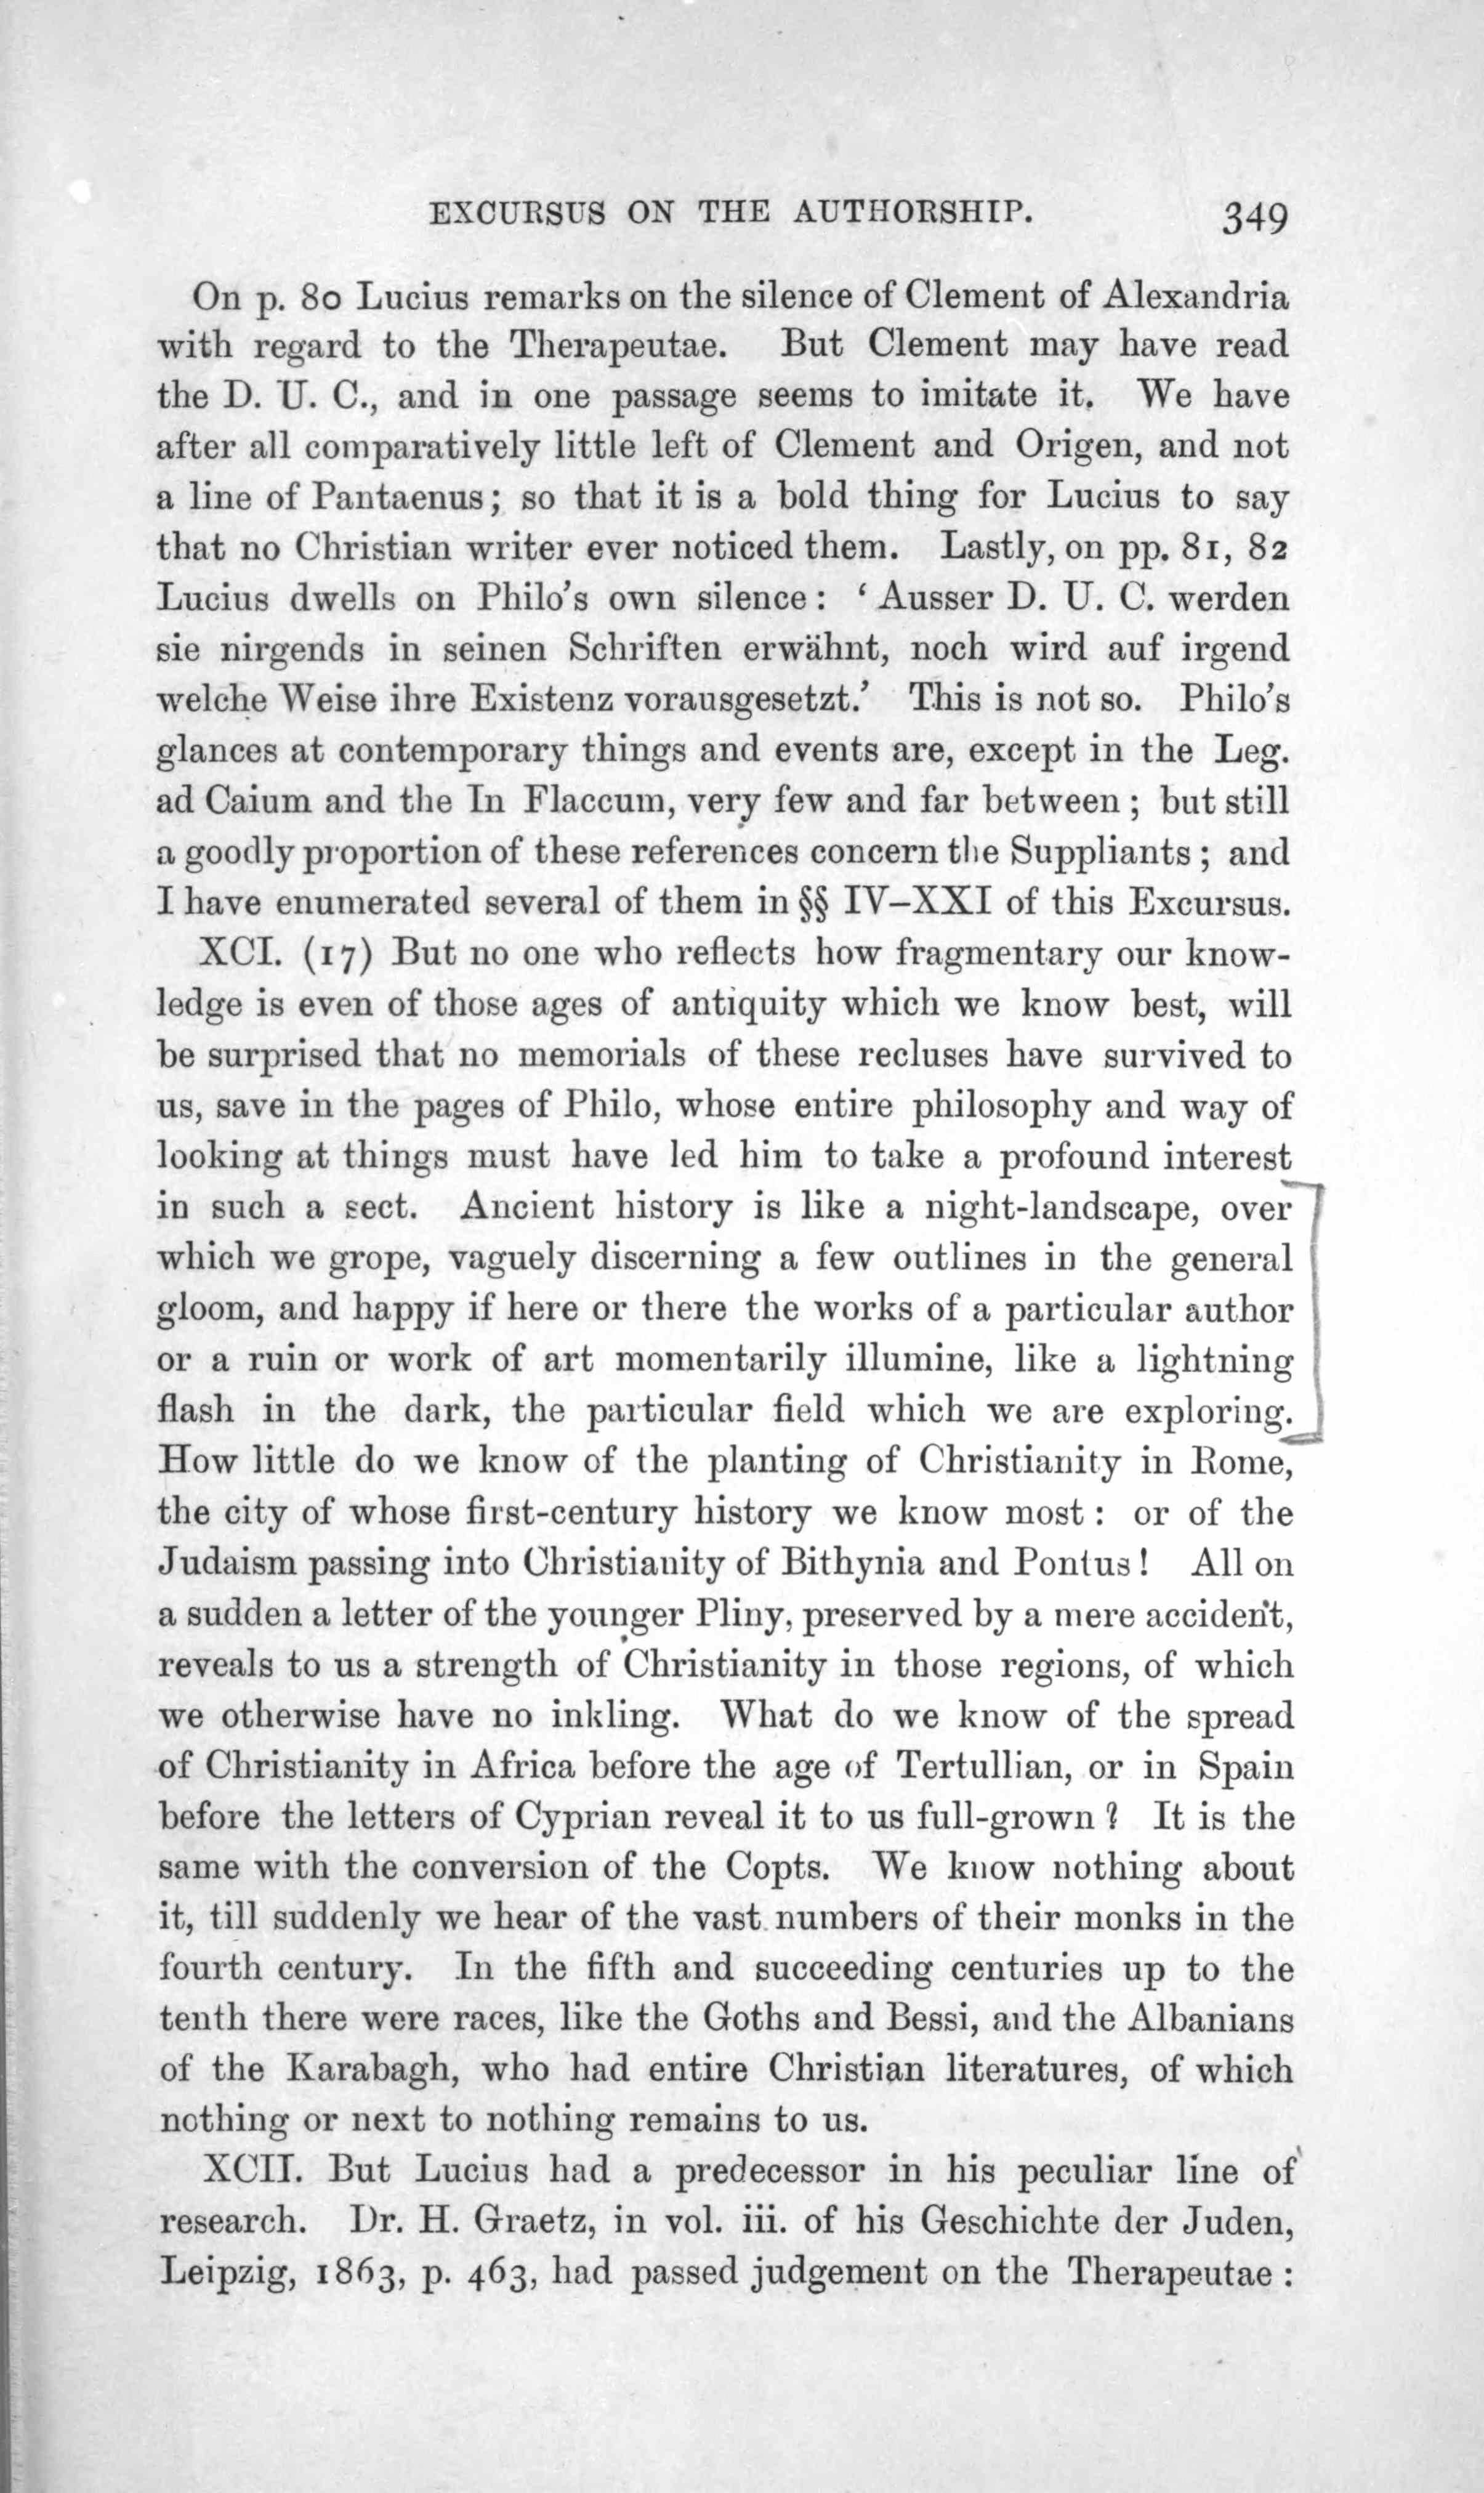 EXCURSUS ON THE AUTHORSHIP. 349
On p. 80 Lucius remarks on the silence of Clement of Alexandria
with regard to the Therapeutae. But Clement may have read
the D. U. C., and in one passage seems to imitate it. We have
after all comparatively little left of Clement and Origen, and not
a line of Pantaenus; so that it is a bold thing for Lucius to say
that no Christian writer ever noticed them. Lastly, on pp. 81, 82
Lucius dwells on Philo's own silence: ‘Ausser D. U. C. werden
sie nirgends in seinen Schriften erwähnt, noch wird auf irgend
welche Weise ihre Existenz vorausgesetzt.’ This is not so. Philo's
glances at contemporary things and events are, except in the Leg.
ad Caium and the In Flaccum, very few and far between; but still
a goodly proportion of these references concern the Suppliants; and
I have enumerated several of them in §§ IV–XXI of this Excursus.
XCI. (17) But no one who reflects how fragmentary our know-
ledge is even of those ages of antiquity which we know best, will
be surprised that no memorials of these recluses have survived to
us, save in the pages of Philo, whose entire philosophy and way of
looking at things must have led him to take a profound interest
in such a sect. Ancient history is like a night-landscape, over
which we grope, vaguely discerning a few outlines in the general
gloom, and happy if here or there the works of a particular author
or a ruin or work of art momentarily illumine, like a lightning
flash in the dark, the particular field which we are exploring.
How little do we know of the planting of Christianity in Rome,
the city of whose first-century history we know most: or of the
Judaism passing into Christianity of Bithynia and Pontus! All on
a sudden a letter of the younger Pliny, preserved by a mere accident,
reveals to us a strength of Christianity in those regions, of which
we otherwise have no inkling. What do we know of the spread
of Christianity in Africa before the age of Tertullian, or in Spain
before the letters of Cyprian reveal it to us full-grown? It is the
same with the conversion of the Copts. We know nothing about
it, till suddenly we hear of the vast numbers of their monks in the
fourth century. In the fifth and succeeding centuries up to the
tenth there were races, like the Goths and Bessi, and the Albanians
of the Karabagh, who had entire Christian literatures, of which
nothing or next to nothing remains to us.
XCII. But Lucius had a predecessor in his peculiar line of
research. Dr. H. Graetz, in vol. iii. of his Geschichte der Juden,
Leipzig, 1863, p. 463, had passed judgement on the Therapeutae: